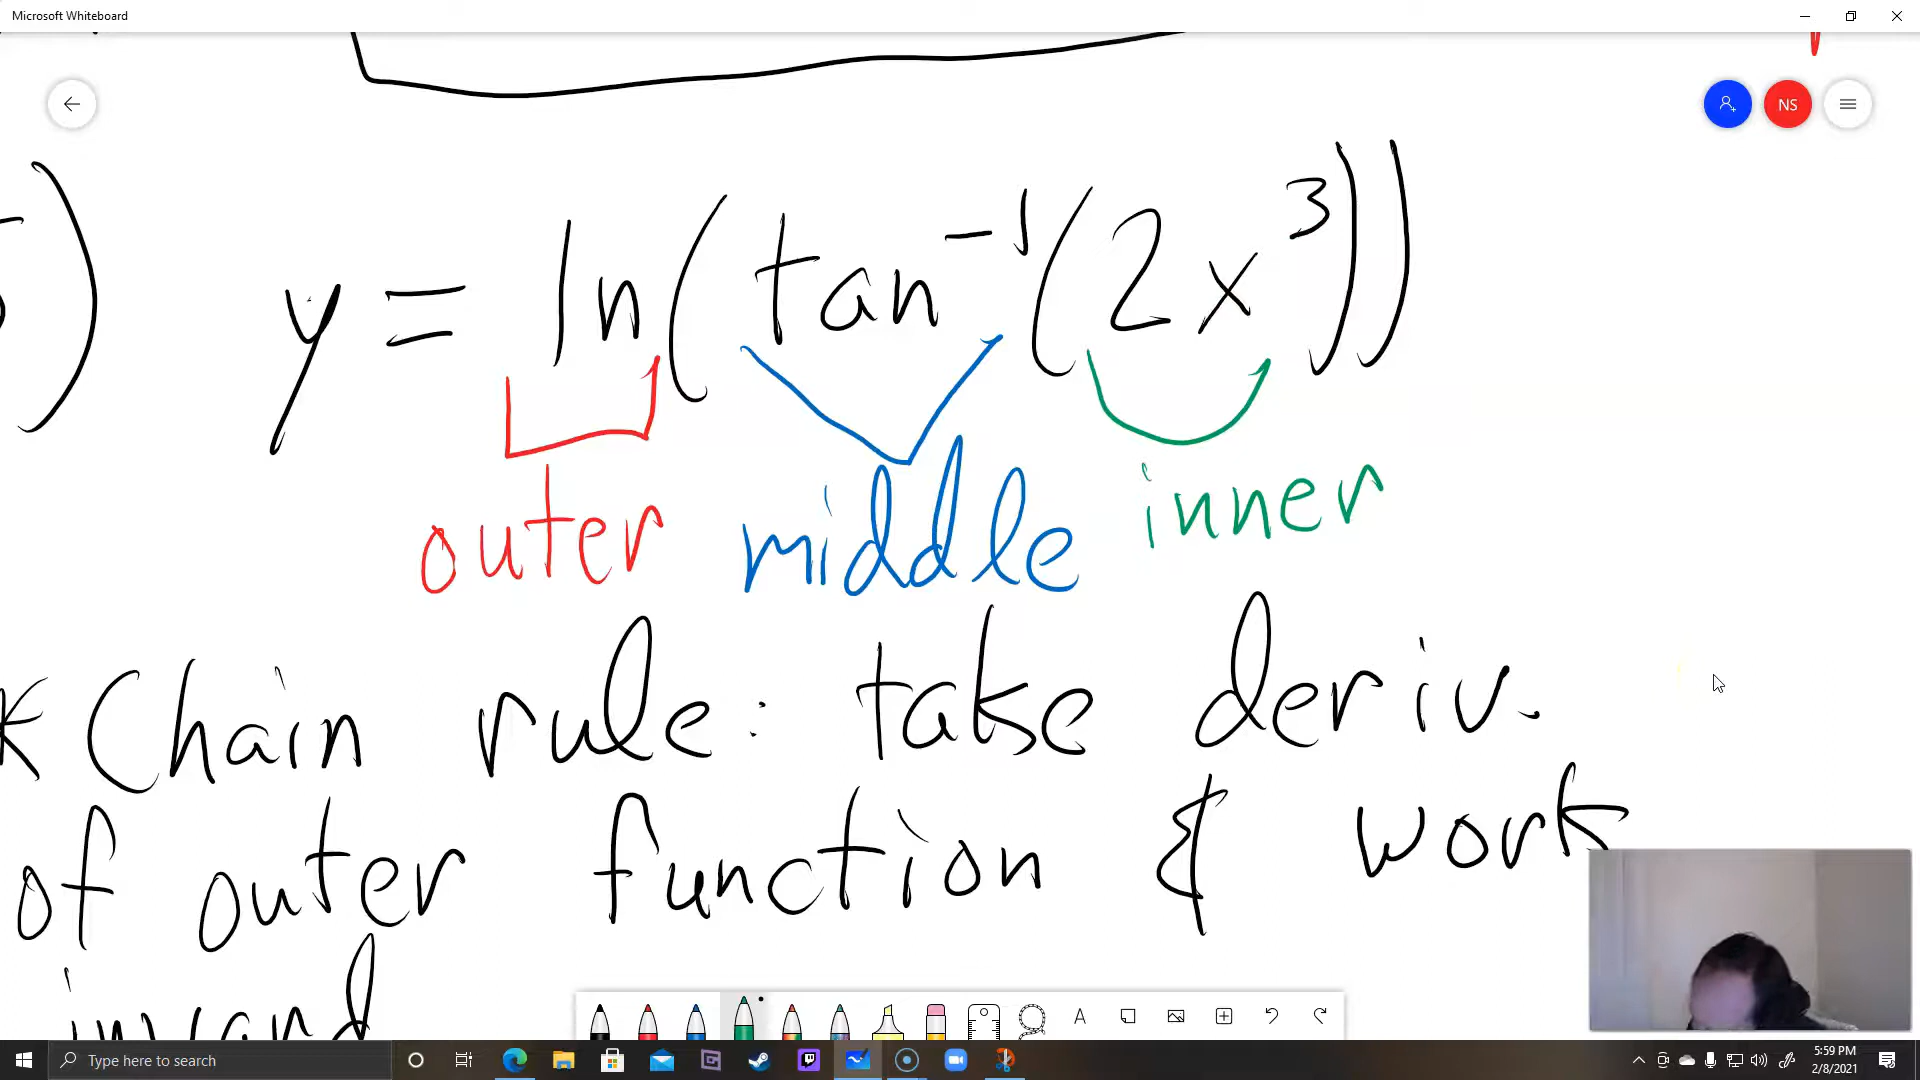 Microsoft Whiteboard
NS
y = ln(tan⁻¹(2x³))
outer middle inner
Chain rule: take deriv.
of outer function & work
inward
A
Type here to search
5:59 PM
2/8/2021